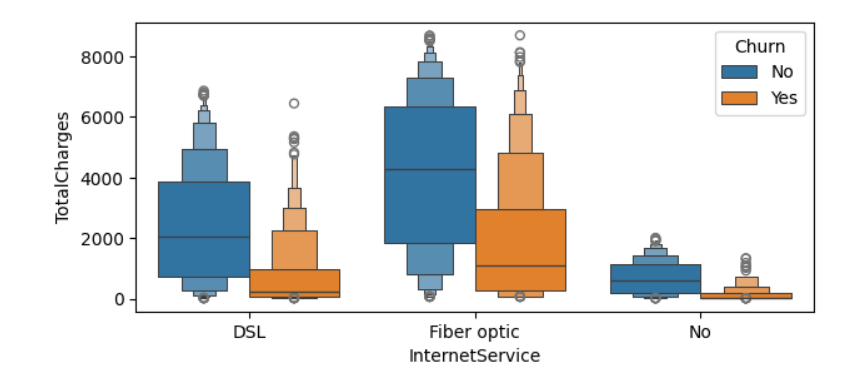 TotalCharges
8000
6000
4000
2000
0
DSL
Fiber optic
No
InternetService
Churn
No
Yes